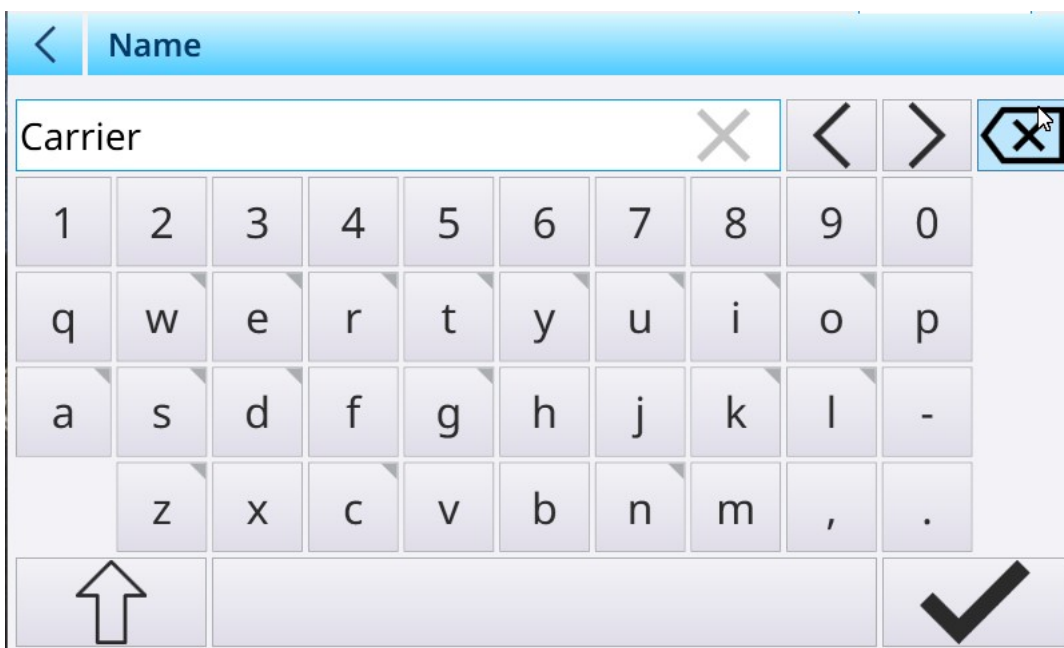 Name
Carrier
1 2 3 4 5 6 7 8 9 0
q w e r t y u i o p
a s d f g h j k l -
z x c v b n m , .